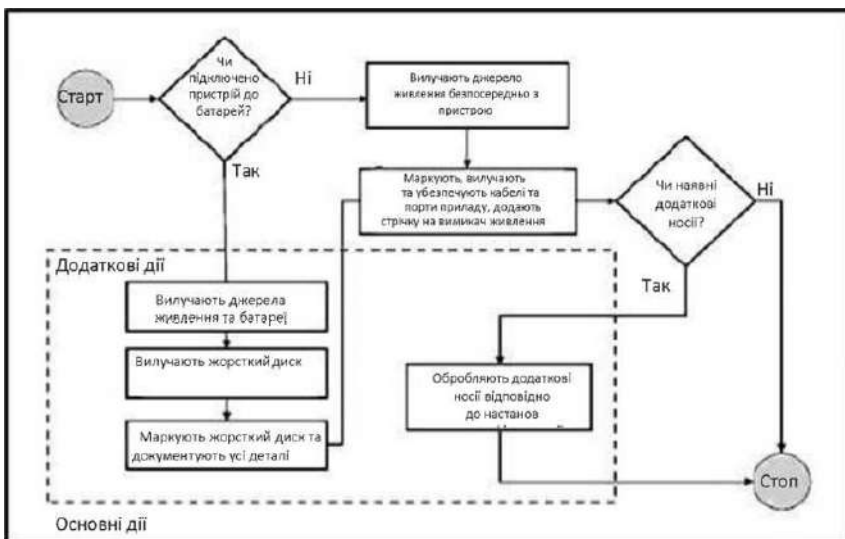 Старт
Чи
підключено
пристрій до
батарей?
Ні
Вилучають джерело
живлення безпосередньо з
пристрою
Так
Маркують, вилучають
та убезпечують кабелі та
порти приладу, додають
стрічку на вимикач живлення
Чи наявні
додаткові
носії?
Ні
Так
Додаткові дії
Вилучають джерела
живлення та батареї
Вилучають жорсткий диск
Маркують жорсткий диск та
документують усі деталі
Обробляють додаткові
носії відповідно
до настанов
Стоп
Основні дії